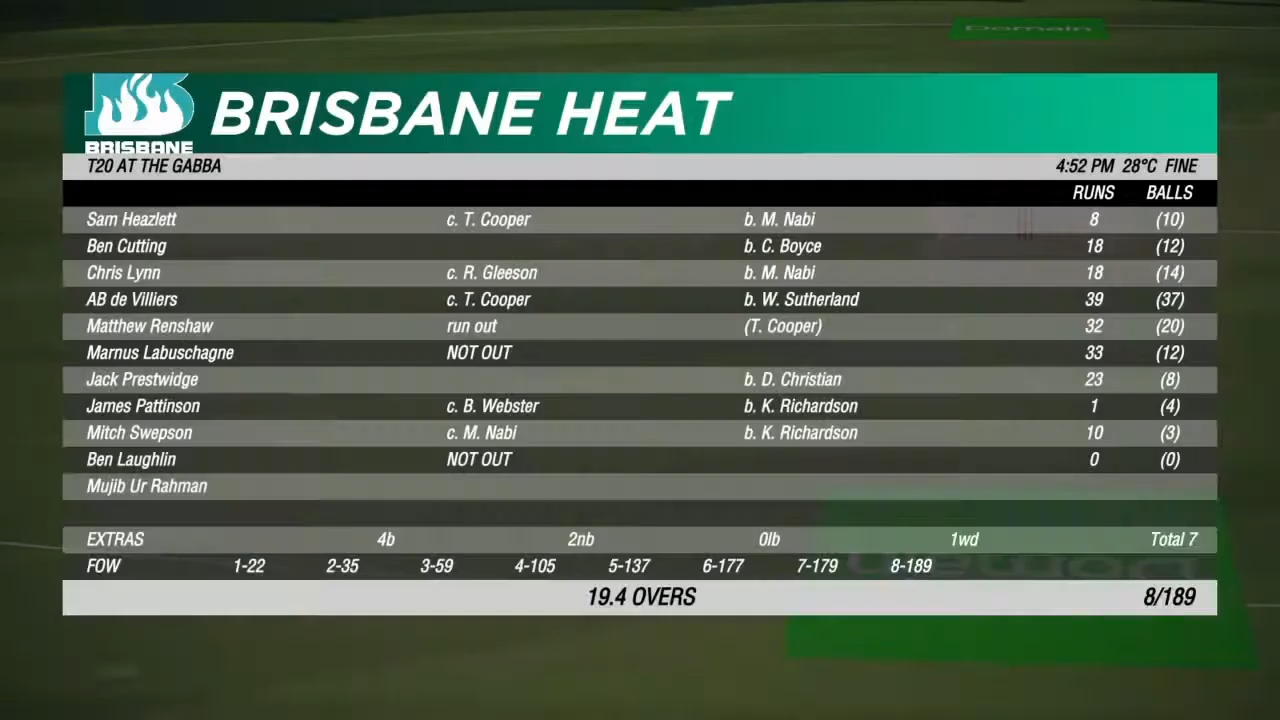 Domain
BRISBANE HEAT
BRISBANE
T20 AT THE GABBA 4:52 PM 28°C FINE
RUNS BALLS
Sam Heazlett c. T. Cooper b. M. Nabi 8 (10)
Ben Cutting b. C. Boyce 18 (12)
Chris Lynn c. R. Gleeson b. M. Nabi 18 (14)
AB de Villiers c. T. Cooper b. W. Sutherland 39 (37)
Matthew Renshaw run out (T. Cooper) 32 (20)
Marnus Labuschagne NOT OUT 33 (12)
Jack Prestwidge b. D. Christian 23 (8)
James Pattinson c. B. Webster b. K. Richardson 1 (4)
Mitch Swepson c. M. Nabi b. K. Richardson 10 (3)
Ben Laughlin NOT OUT 0 (0)
Mujib Ur Rahman
EXTRAS 4b 2nb 0lb 1wd Total 7
FOW 1-22 2-35 3-59 4-105 5-137 6-177 7-179 8-189
Domain
19.4 OVERS 8/189